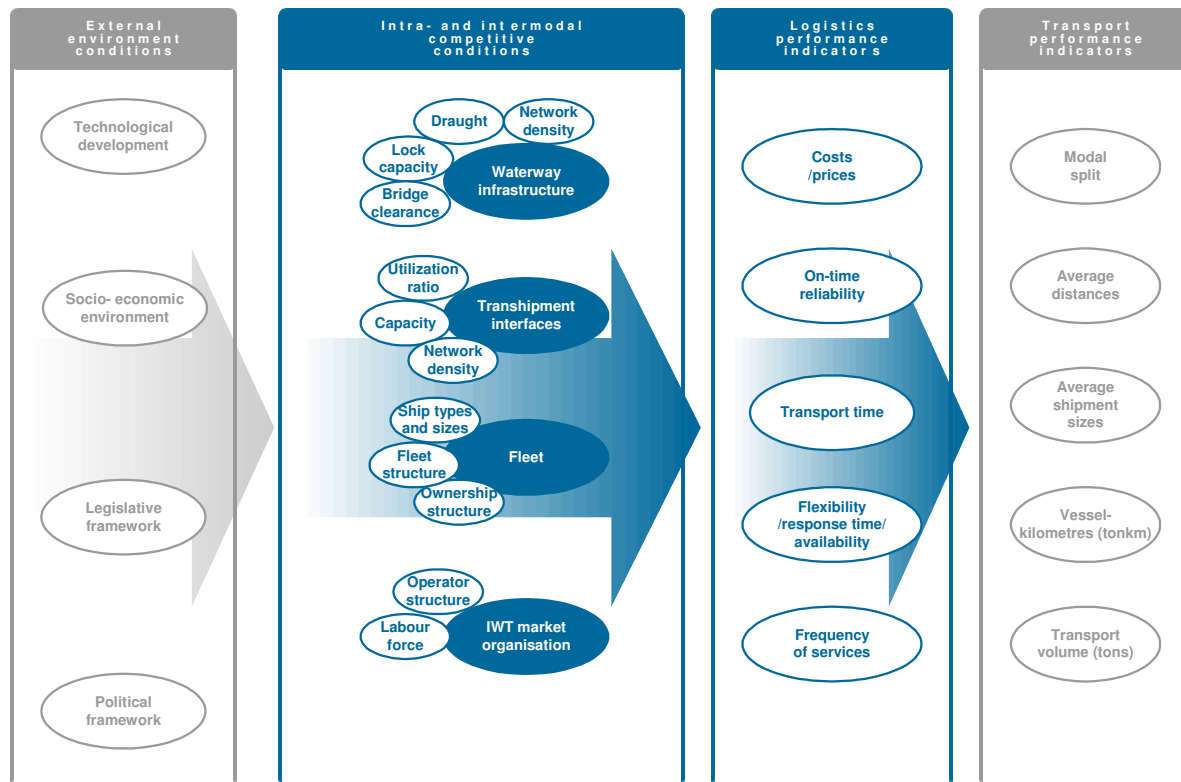 External
environment
conditions
Technological
development
Socio- economic
environment
Legislative
framework
Political
framework
Intra- and intermodal
competitive
conditions
Draught
Network
density
Lock
capacity
Bridge
clearance
Waterway
infrastructure
Utilization
ratio
Capacity
Network
density
Transhipment
interfaces
Ship types
and sizes
Fleet
structure
Ownership
structure
Fleet
Operator
structure
Labour
force
IWT market
organisation
Logistics
performance
indicators
Costs
/prices
On-time
reliability
Transport time
Flexibility
/response time/
availability
Frequency
of services
Transport
performance
indicators
Modal
split
Average
distances
Average
shipment
sizes
Vessel-
kilometres (tonkm)
Transport
volume (tons)